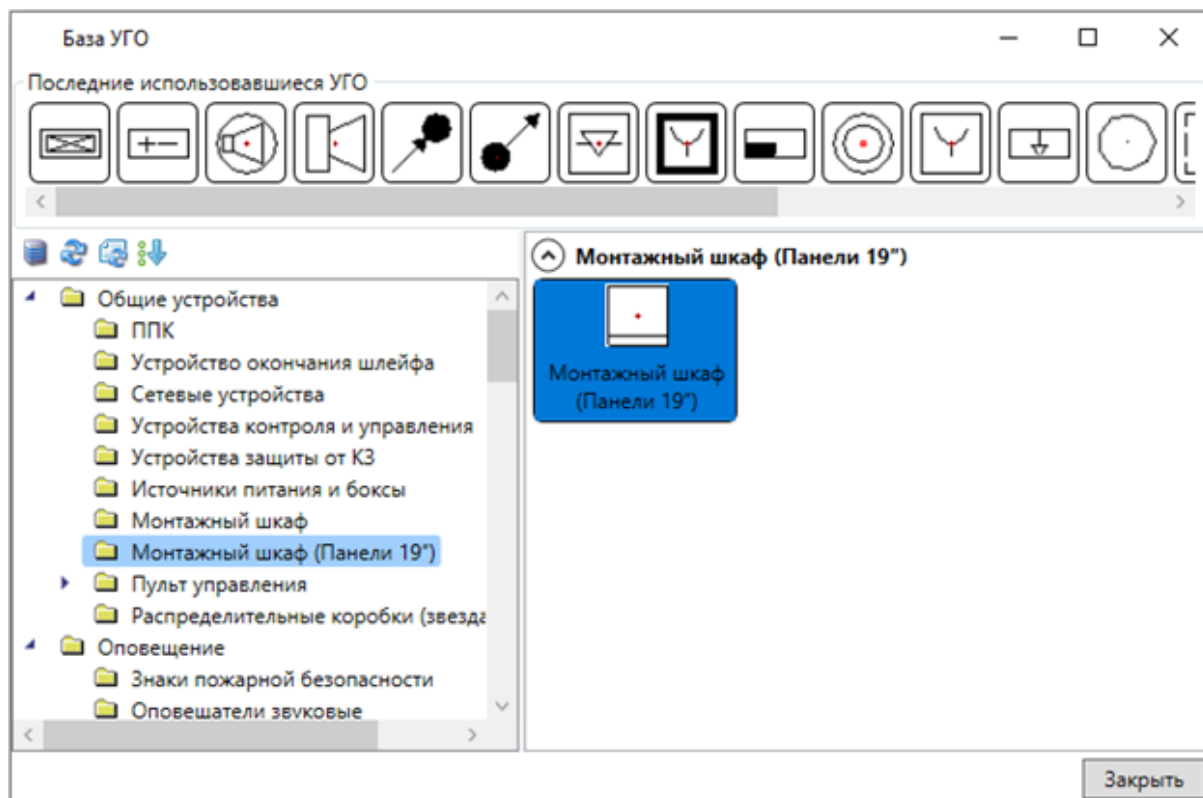 База УГО
Последние использовавшиеся УГО
Общие устройства
ППК
Устройство окончания шлейфа
Сетевые устройства
Устройства контроля и управления
Устройства защиты от КЗ
Источники питания и боксы
Монтажный шкаф
Монтажный шкаф (Панели 19")
Пульт управления
Распределительные коробки (звезда
Оповещение
Знаки пожарной безопасности
Оповещатели звуковые
Монтажный шкаф (Панели 19")
Монтажный шкаф
(Панели 19")
Закрыть